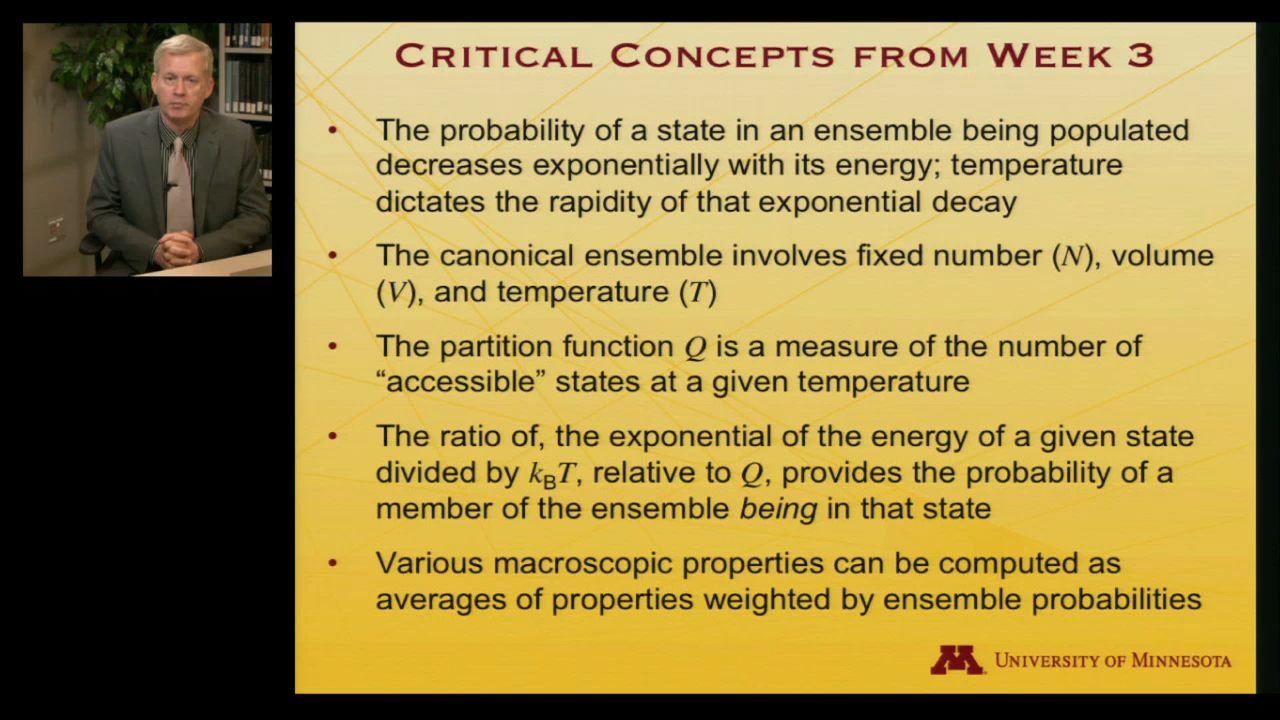 CRITICAL CONCEPTS FROM WEEK 3
• The probability of a state in an ensemble being populated
decreases exponentially with its energy; temperature
dictates the rapidity of that exponential decay
• The canonical ensemble involves fixed number (N), volume
(V), and temperature (T)
• The partition function Q is a measure of the number of
“accessible” states at a given temperature
• The ratio of, the exponential of the energy of a given state
divided by kBT, relative to Q, provides the probability of a
member of the ensemble being in that state
• Various macroscopic properties can be computed as
averages of properties weighted by ensemble probabilities
M UNIVERSITY OF MINNESOTA